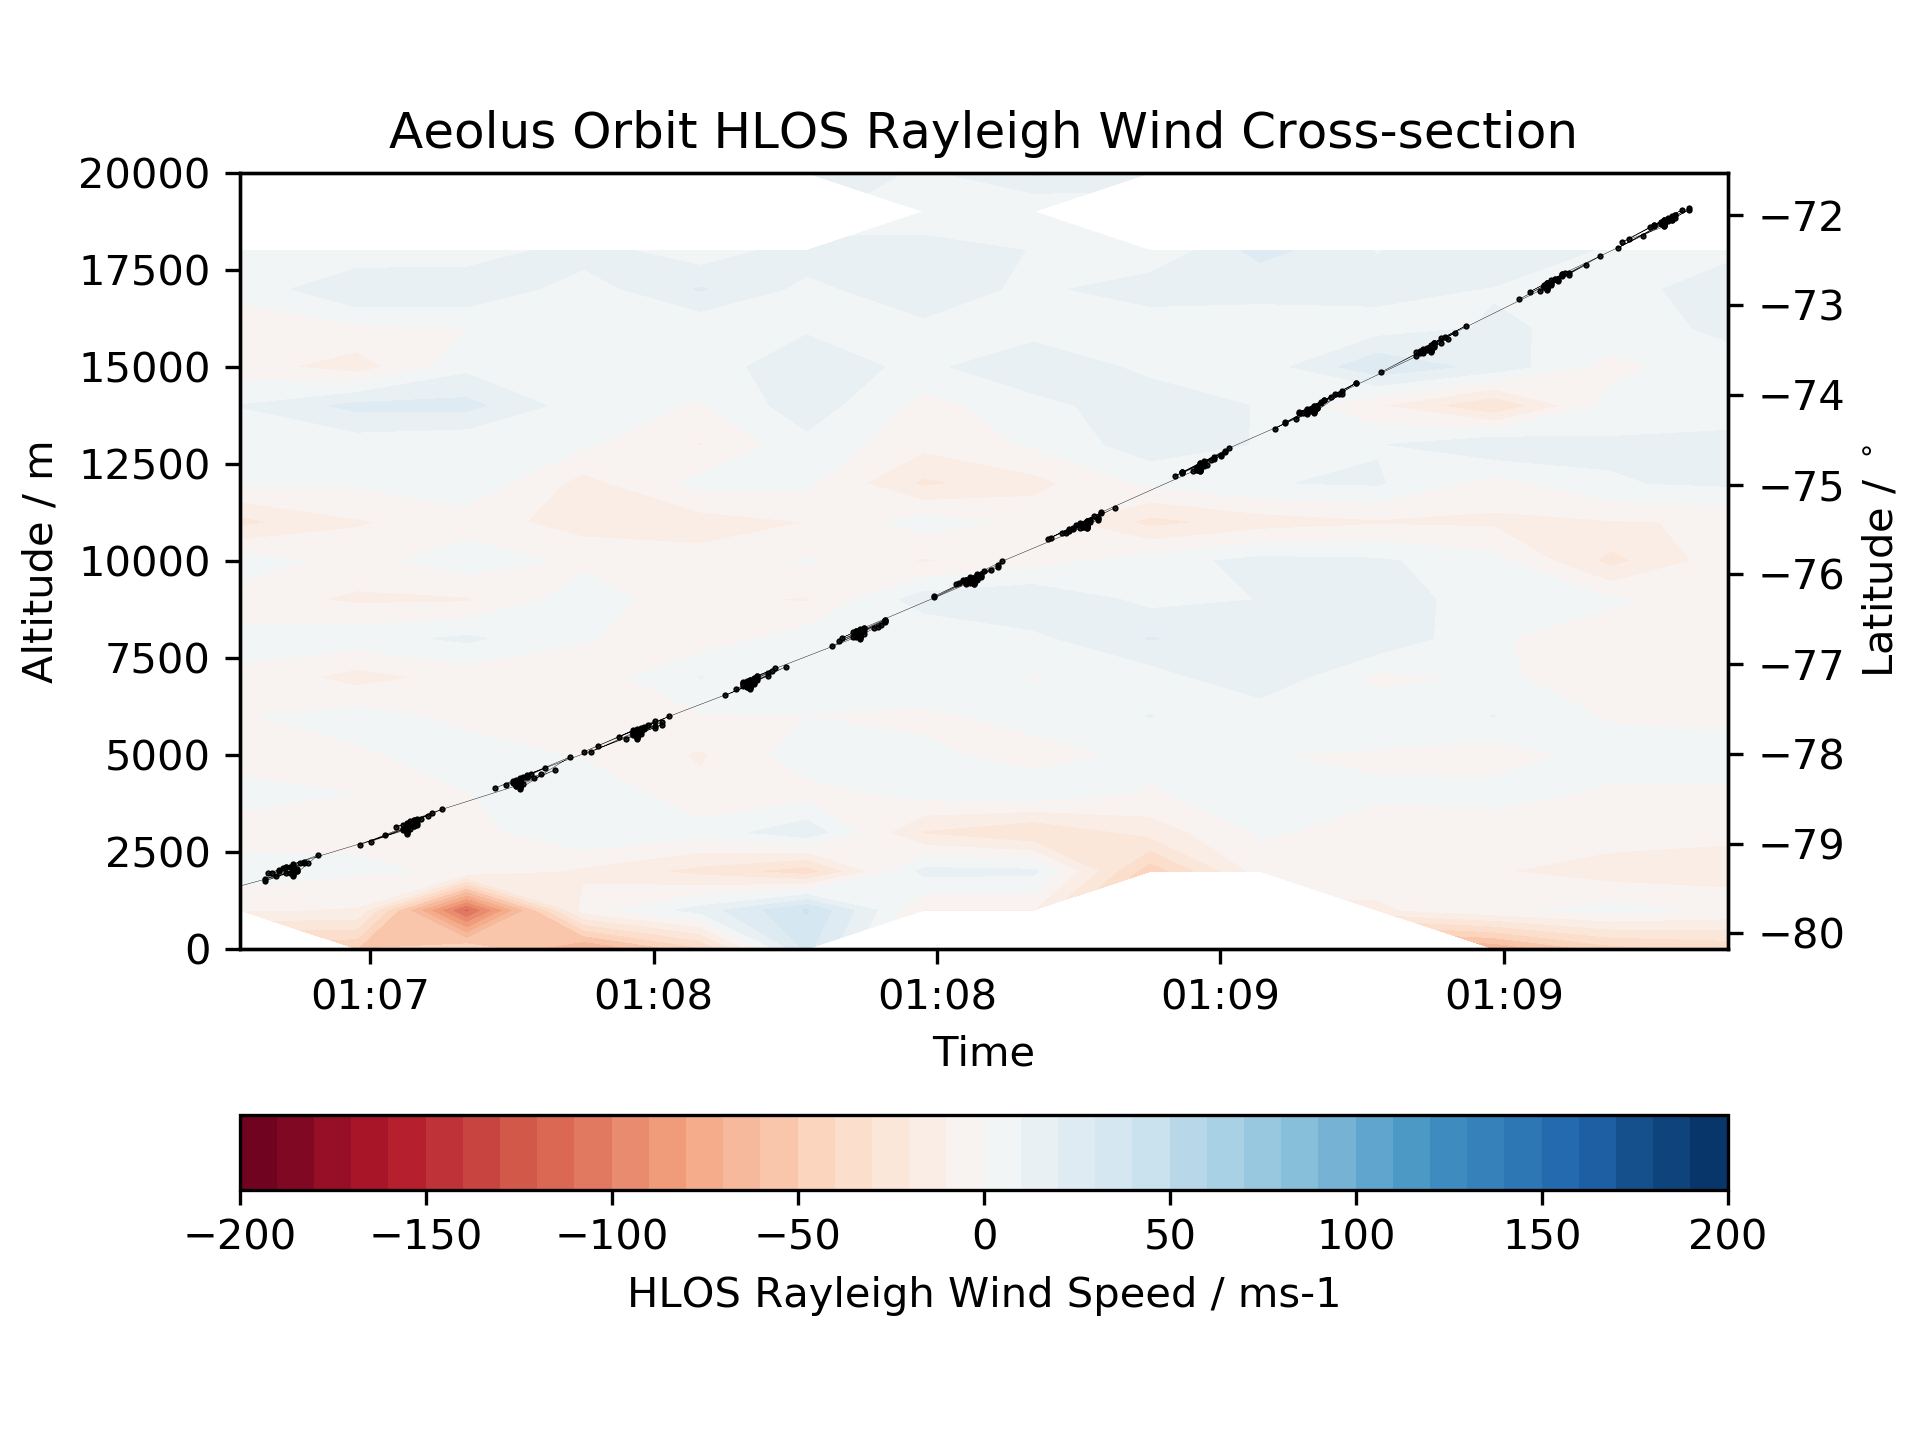 Aeolus Orbit HLOS Rayleigh Wind Cross-section
20000
17500
15000
12500
10000
7500
5000
2500
0
Altitude / m
−72
−73
−74
−75
−76
−77
−78
−79
−80
Latitude / °
01:07 01:08 01:08 01:09 01:09
Time
−200 −150 −100 −50 0 50 100 150 200
HLOS Rayleigh Wind Speed / ms-1